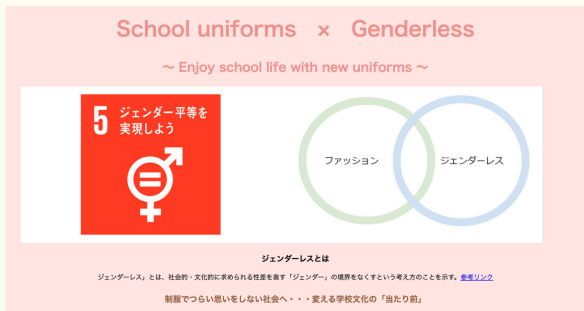 School uniforms × Genderless
～ Enjoy school life with new uniforms ～
5 ジェンダー平等を
実現しよう
ファッション
ジェンダーレス
ジェンダーレスとは
ジェンダーレス」とは、社会的・文化的に求められる性差を表す「ジェンダー」の境界をなくすという考え方のことを示す。参考リンク
制服でつらい思いをしない社会へ・・・変える学校文化の「当たり前」